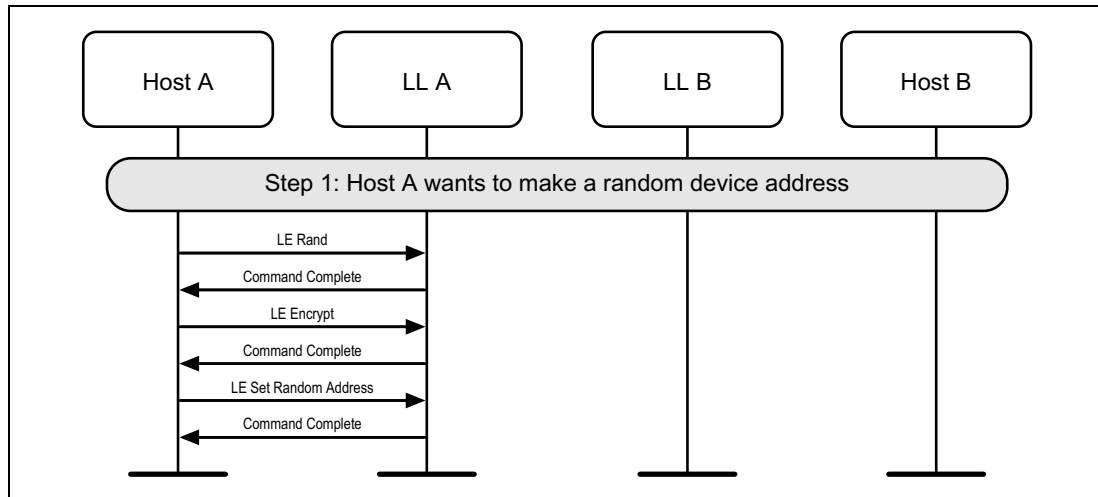 Host A
LL A
LL B
Host B
Step 1: Host A wants to make a random device address
LE Rand
Command Complete
LE Encrypt
Command Complete
LE Set Random Address
Command Complete